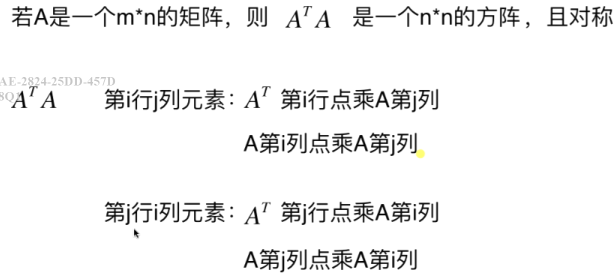 若A是一个m*n的矩阵，则 AᵀA 是一个n*n的方阵，且对称
AE-2824-25DD-457D
8Q
AᵀA 第i行j列元素：Aᵀ 第i行点乘A第j列
A第i列点乘A第j列
第j行i列元素：Aᵀ 第j行点乘A第i列
A第j列点乘A第i列